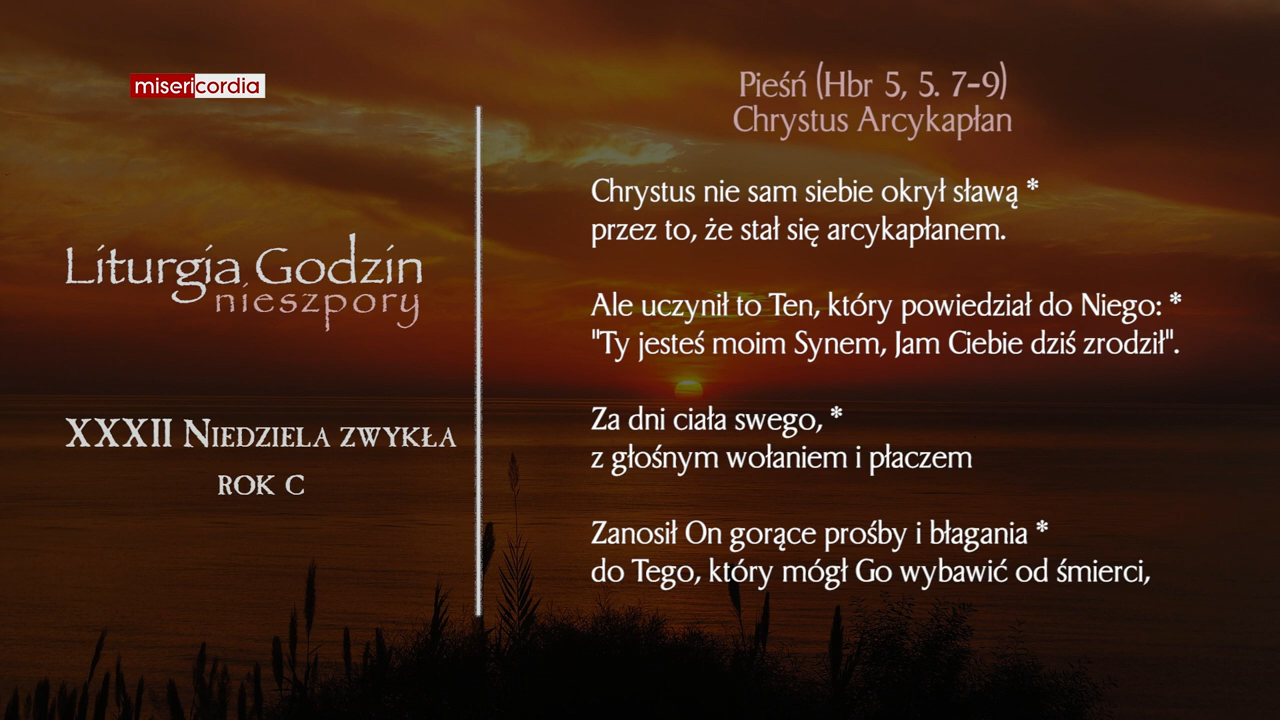 misericordia
Liturgia Godzin
nieszpory
XXXII Niedziela zwykła
rok C
Pieśń (Hbr 5, 5. 7-9)
Chrystus Arcykapłan
Chrystus nie sam siebie okrył sławą *
przez to, że stał się arcykapłanem.
Ale uczynił to Ten, który powiedział do Niego: *
"Ty jesteś moim Synem, Jam Ciebie dziś zrodził".
Za dni ciała swego, *
z głośnym wołaniem i płaczem
Zanosił On gorące prośby i błagania *
do Tego, który mógł Go wybawić od śmierci,